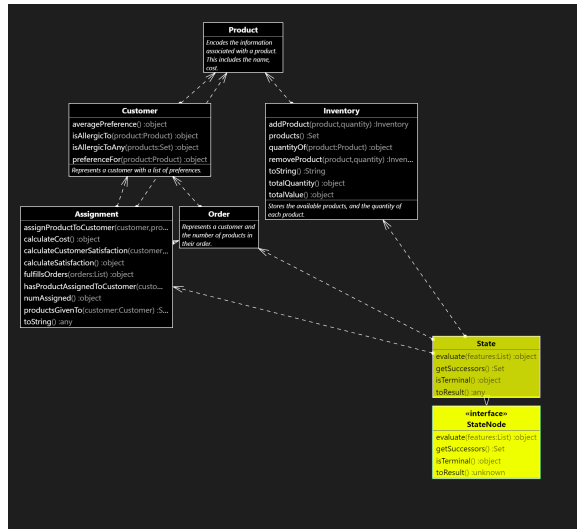 Product
Encodes the information
associated with a product.
This includes the name,
cost.
Customer
averagePreference() :object
isAllergicTo(product:Product) :object
isAllergicToAny(products:Set) :object
preferenceFor(product:Product) :object
Represents a customer with a list of preferences.
Inventory
addProduct(product,quantity) :Inventory
products() :Set
quantityOf(product:Product) :object
removeProduct(product,quantity) :Inven...
toString() :String
totalQuantity() :object
totalValue() :object
Stores the available products, and the quantity of
each product.
Assignment
assignProductToCustomer(customer,pro...
calculateCost() :object
calculateCustomerSatisfaction(customer,...
calculateSatisfaction() :object
fulfillsOrders(orders:List) :object
hasProductAssignedToCustomer(custo...
numAssigned() :object
productsGivenTo(customer:Customer) :S...
toString() :any
Order
Represents a customer and
the number of products in
their order.
State
evaluate(features:List) :object
getSuccessors() :Set
isTerminal() :object
toResult() :any
«interface»
StateNode
evaluate(features:List) :object
getSuccessors() :Set
isTerminal() :object
toResult() :unknown